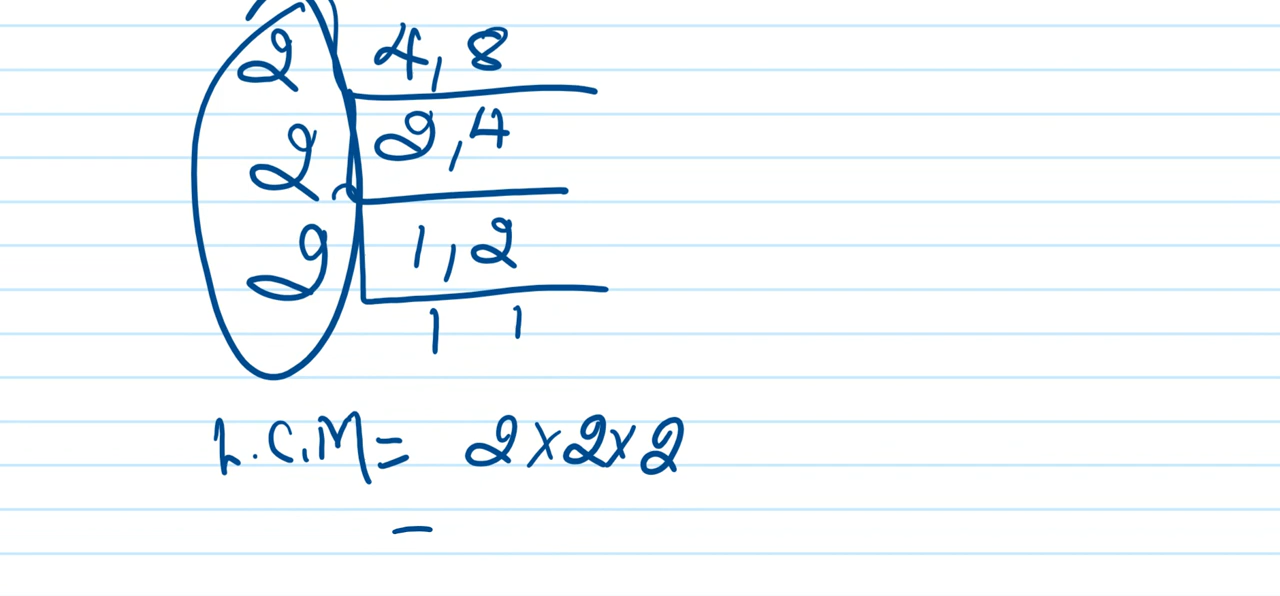 2 4, 8
2 2, 4
2 1, 2
1 1
L.C.M = 2 x 2 x 2
=